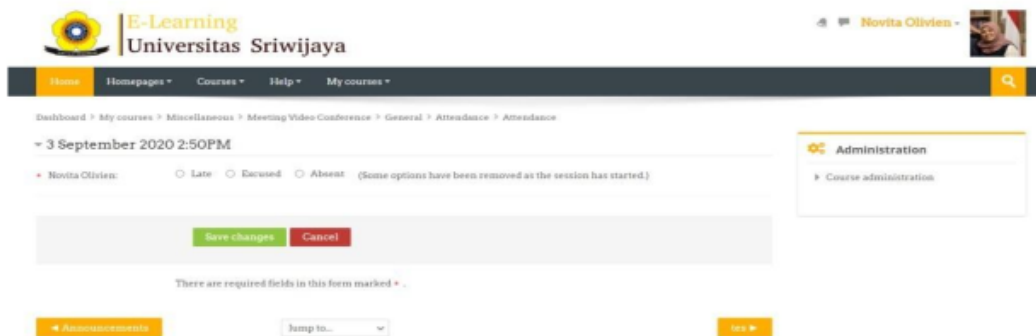 E-Learning
Universitas Sriwijaya
Novita Olivien
Home Homepages Courses Help My courses
Dashboard > My courses > Miscellaneous > Meeting Video Conference > General > Attendance > Attendance
3 September 2020 2:50PM
* Novita Olivien: Late Excused Absent (Some options have been removed as the session has started.)
Save changes Cancel
There are required fields in this form marked * .
Announcements Jump to... tes
Administration
Course administration